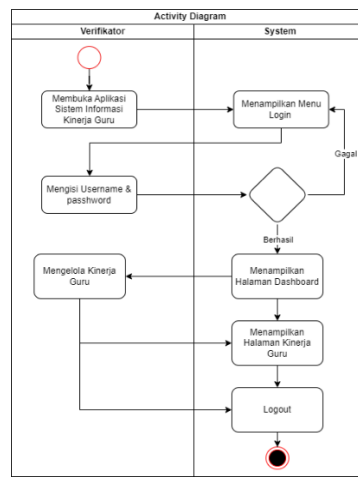 Activity Diagram
Verifikator
System
Membuka Aplikasi
Sistem Informasi
Kinerja Guru
Menampilkan Menu
Login
Gagal
Mengisi Username &
passhword
Berhasil
Mengelola Kinerja
Guru
Menampilkan
Halaman Dashboard
Menampilkan
Halaman Kinerja
Guru
Logout